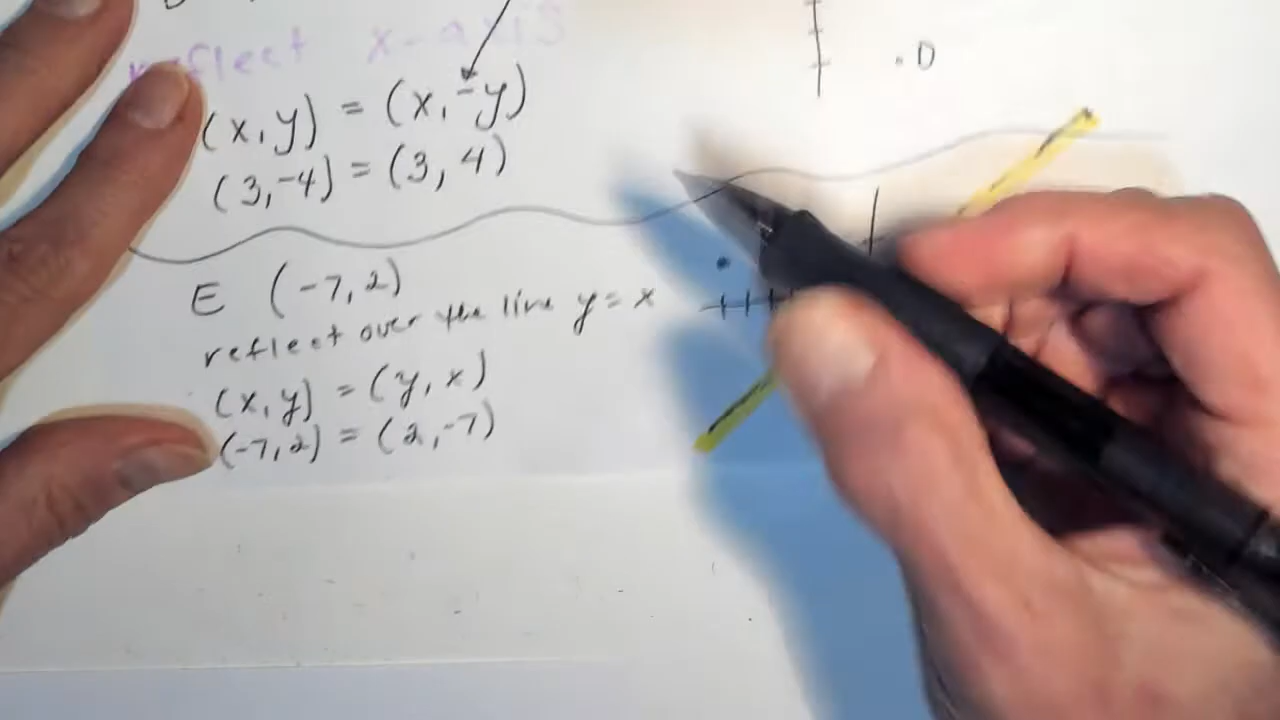 reflect x-axis
(x, y) = (x, -y)
(3, -4) = (3, 4)
. D
E (-7, 2)
reflect over the line y = x
(x, y) = (y, x)
(-7, 2) = (2, -7)